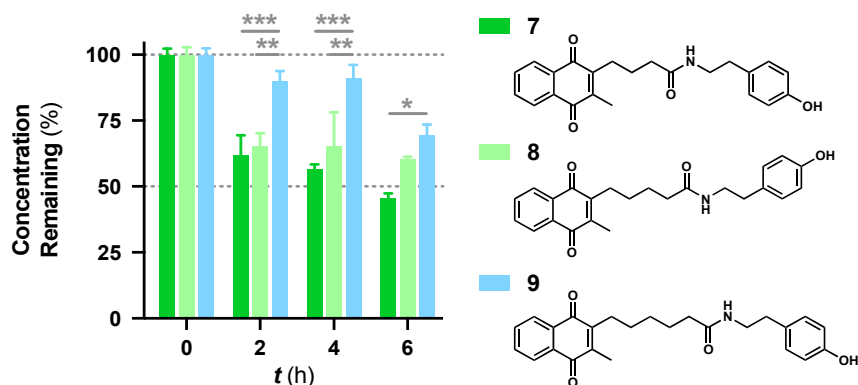 Concentration
Remaining (%)
100
75
50
25
0
*** ***
** **
*
0 2 4 6
t (h)
7
O
O
O
H
N
OH
8
O
O
O
N
H
OH
9
O
O
O
H
N
OH